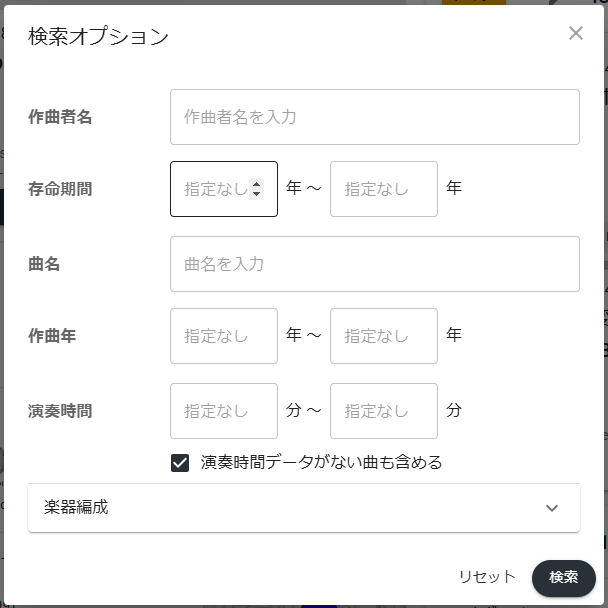 検索オプション
作曲者名 作曲者名を入力
存命期間 指定なし 年 ～ 指定なし 年
曲名 曲名を入力
作曲年 指定なし 年 ～ 指定なし 年
演奏時間 指定なし 分 ～ 指定なし 分
演奏時間データがない曲も含める
楽器編成
リセット 検索